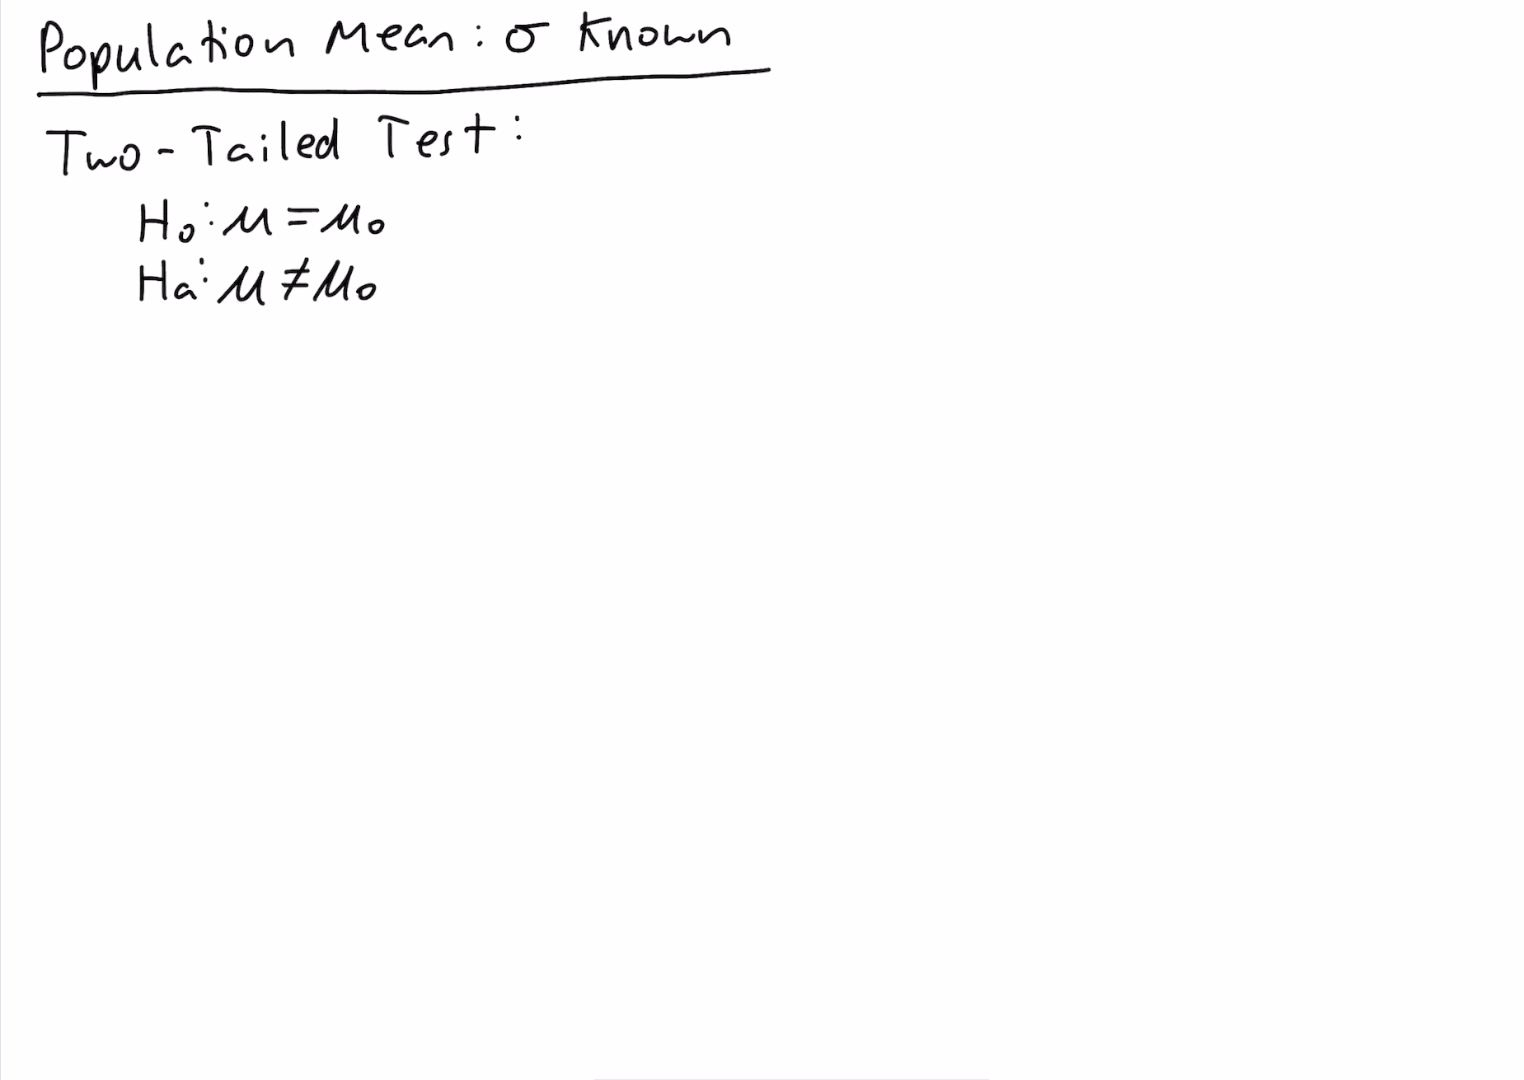 Population Mean: σ Known
Two-Tailed Test:
H₀: μ = μ₀
Ha: μ ≠ μ₀